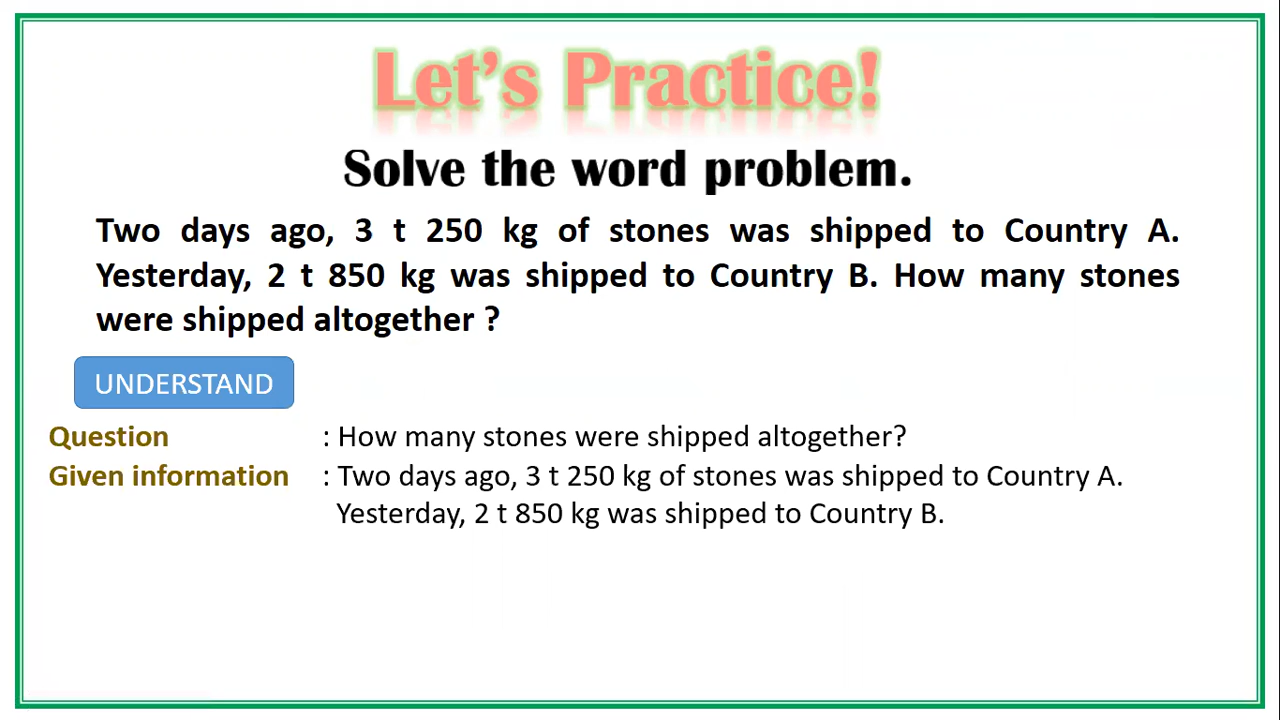 Let's Practice!
Solve the word problem.
Two days ago, 3 t 250 kg of stones was shipped to Country A.
Yesterday, 2 t 850 kg was shipped to Country B. How many stones
were shipped altogether ?
UNDERSTAND
Question : How many stones were shipped altogether?
Given information : Two days ago, 3 t 250 kg of stones was shipped to Country A.
Yesterday, 2 t 850 kg was shipped to Country B.